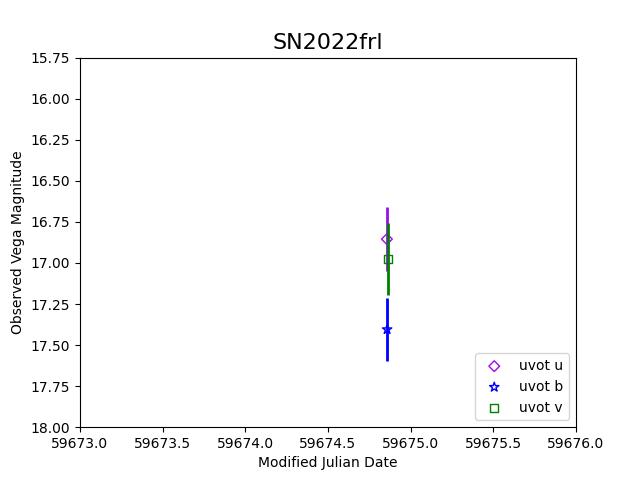 SN2022frl
Observed Vega Magnitude
15.75
16.00
16.25
16.50
16.75
17.00
17.25
17.50
17.75
18.00
uvot u
uvot b
uvot v
59673.0 59673.5 59674.0 59674.5 59675.0 59675.5 59676.0
Modified Julian Date